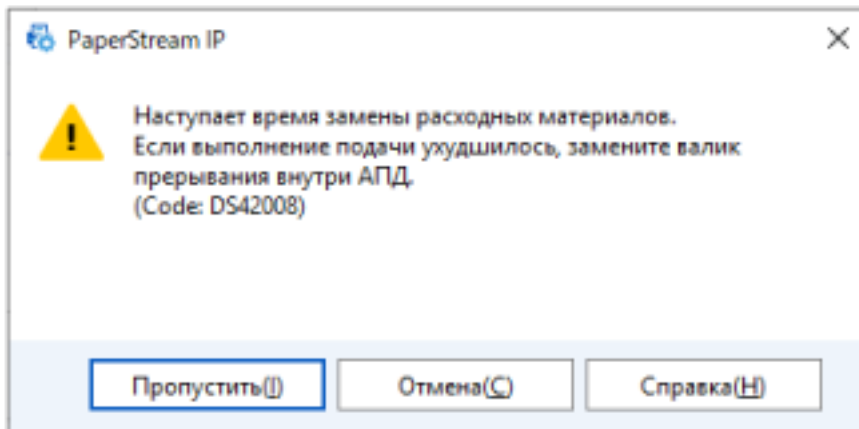 PaperStream IP
Наступает время замены расходных материалов.
Если выполнение подачи ухудшилось, замените валик
прерывания внутри АПД.
(Code: DS42008)
Пропустить(I) Отмена(C) Справка(H)